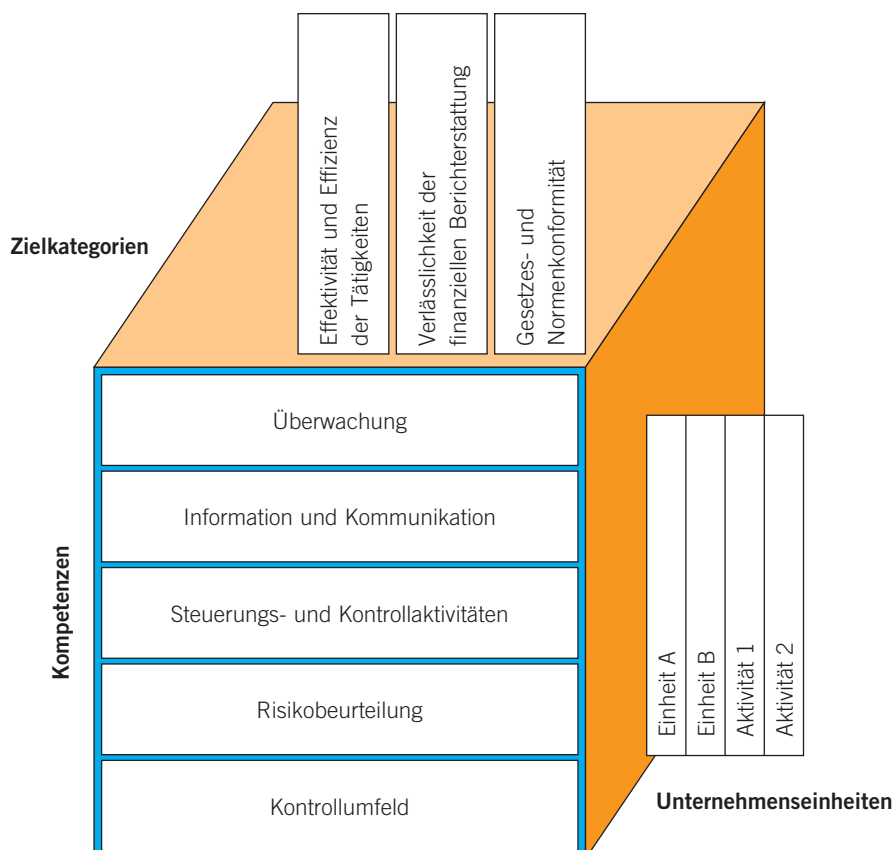 Effektivität und Effizienz
der Tätigkeiten
Verlässlichkeit der
finanziellen Berichterstattung
Gesetzes- und
Normenkonformität
Zielkategorien
Kompetenzen
Überwachung
Information und Kommunikation
Steuerungs- und Kontrollaktivitäten
Risikobeurteilung
Kontrollumfeld
Einheit A
Einheit B
Aktivität 1
Aktivität 2
Unternehmenseinheiten